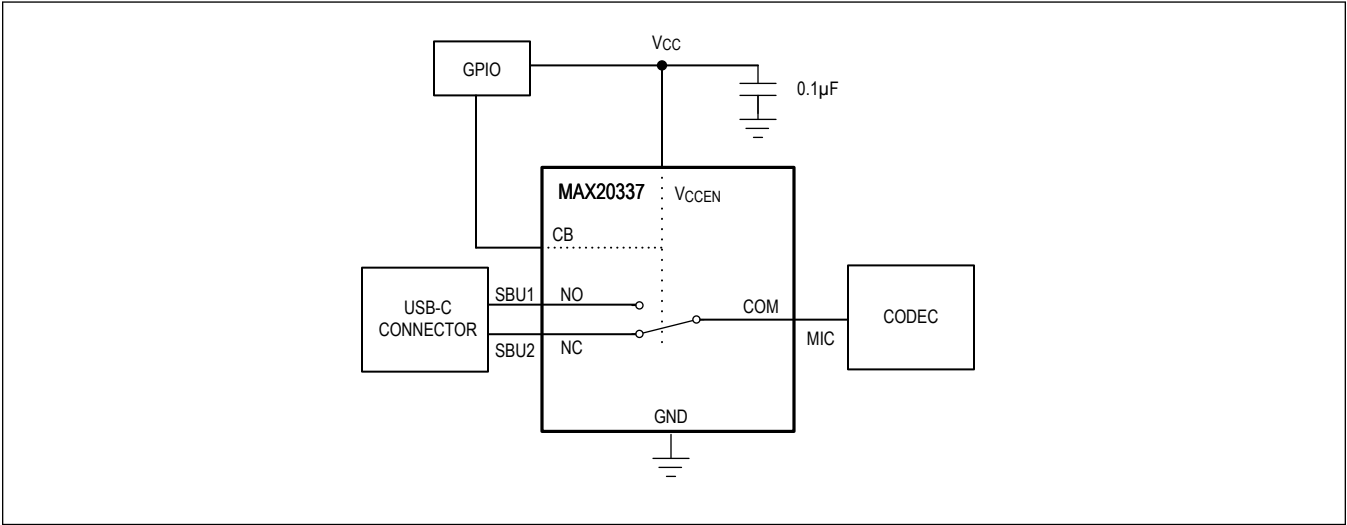 VCC
GPIO
0.1µF
MAX20337
VCCEN
CB
USB-C
CONNECTOR
SBU1
NO
COM
CODEC
SBU2
NC
MIC
GND